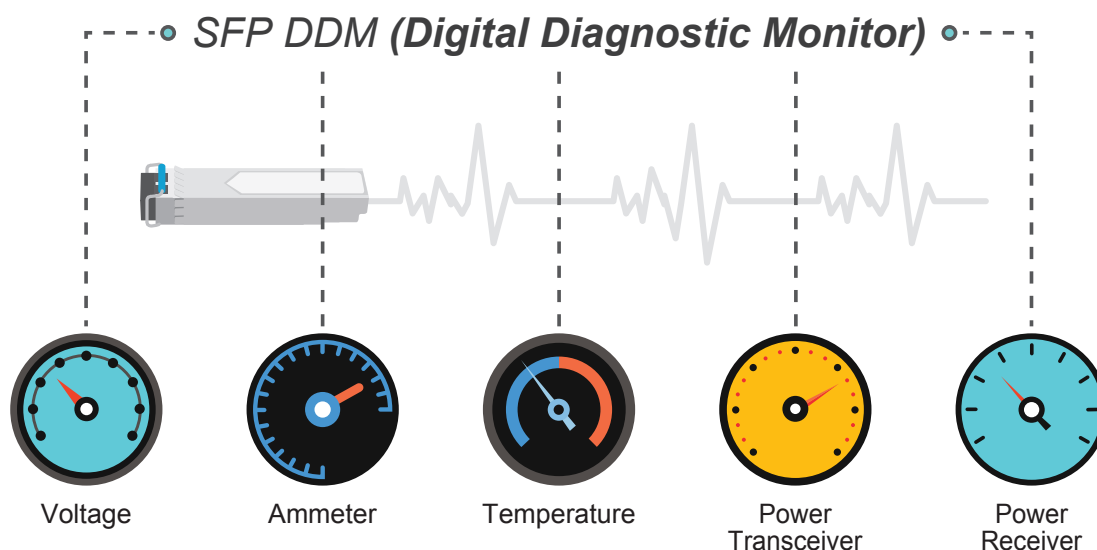 SFP DDM (Digital Diagnostic Monitor)
Voltage
Ammeter
Temperature
Power
Transceiver
Power
Receiver